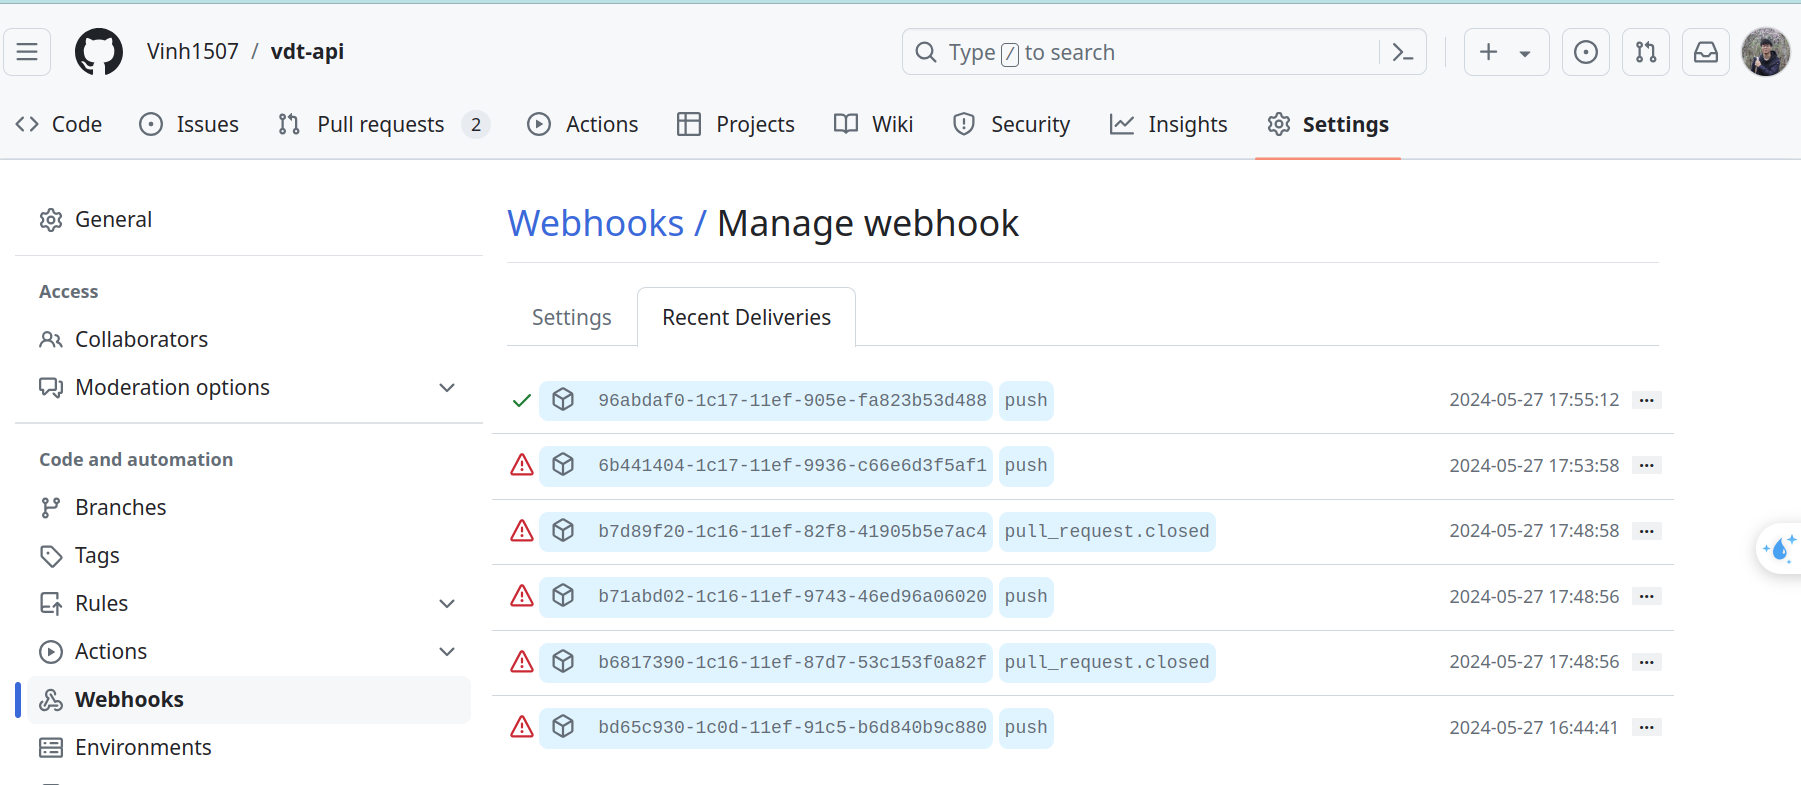 Vinh1507 / vdt-api
Type / to search
Code
Issues
Pull requests 2
Actions
Projects
Wiki
Security
Insights
Settings
General
Access
Collaborators
Moderation options
Code and automation
Branches
Tags
Rules
Actions
Webhooks
Environments
Webhooks / Manage webhook
Settings
Recent Deliveries
96abdaf0-1c17-11ef-905e-fa823b53d488 push 2024-05-27 17:55:12
6b441404-1c17-11ef-9936-c66e6d3f5af1 push 2024-05-27 17:53:58
b7d89f20-1c16-11ef-82f8-41905b5e7ac4 pull_request.closed 2024-05-27 17:48:58
b71abd02-1c16-11ef-9743-46ed96a06020 push 2024-05-27 17:48:56
b6817390-1c16-11ef-87d7-53c153f0a82f pull_request.closed 2024-05-27 17:48:56
bd65c930-1c0d-11ef-91c5-b6d840b9c880 push 2024-05-27 16:44:41